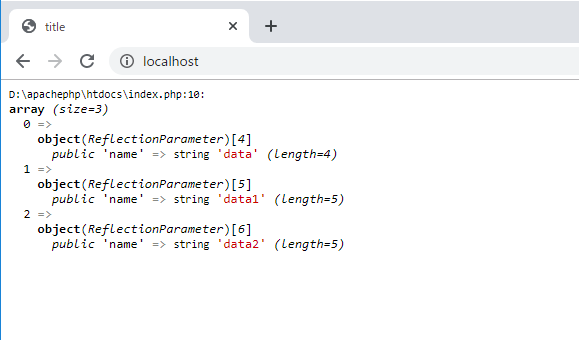 title
localhost
D:\apachephp\htdocs\index.php:10:
array (size=3)
0 =>
object(ReflectionParameter)[4]
public 'name' => string 'data' (length=4)
1 =>
object(ReflectionParameter)[5]
public 'name' => string 'data1' (length=5)
2 =>
object(ReflectionParameter)[6]
public 'name' => string 'data2' (length=5)